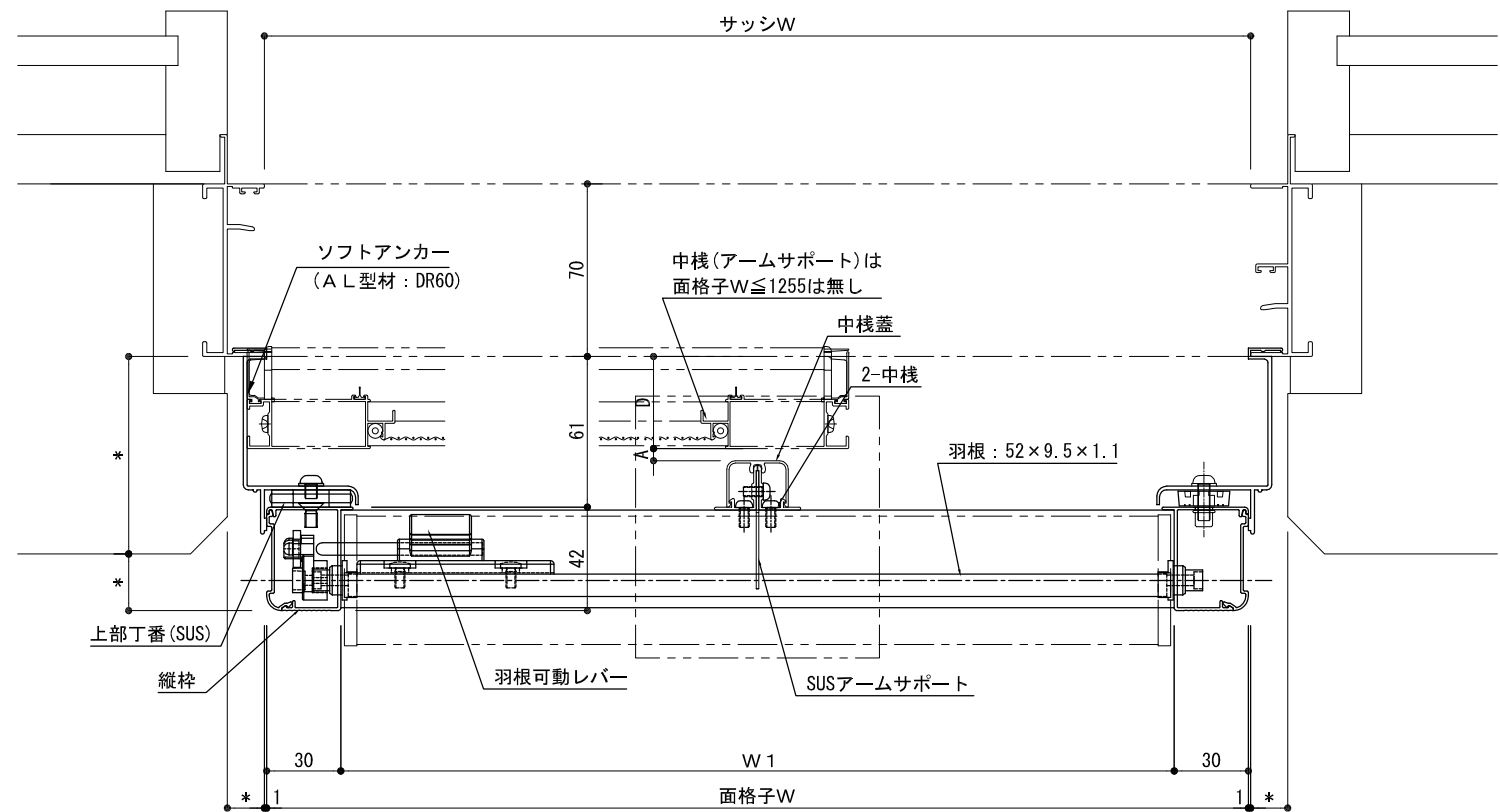 サッシW
ソフトアンカー
(AL型材:DR60)
70
中桟(アームサポート)は
面格子W≦1255は無し
中桟蓋
2-中桟
D
*
61
A
羽根:52×9.5×1.1
42
*
上部丁番(SUS)
縦枠
羽根可動レバー
SUSアームサポート
30
W1
30
*
1
面格子W
1
*